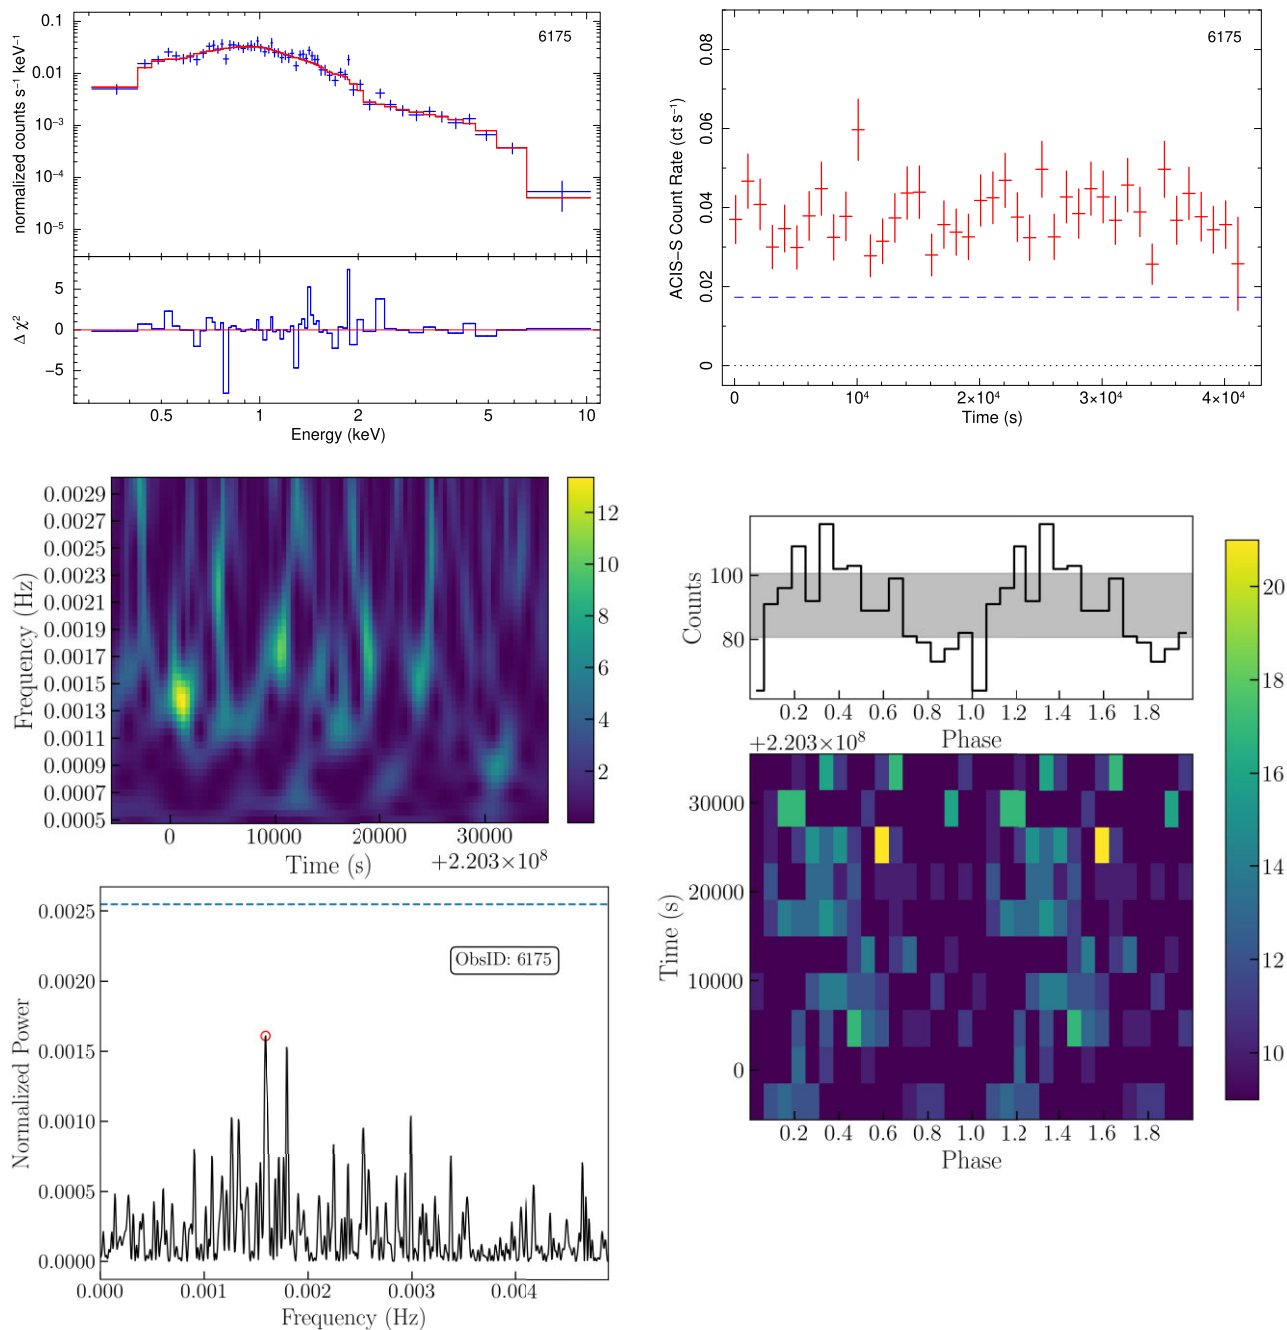 6175
normalized counts s⁻¹ keV⁻¹
0.1
0.01
10⁻³
10⁻⁴
10⁻⁵
Δ χ²
5
0
−5
0.5 1 2 5 10
Energy (keV)
6175
ACIS−S Count Rate (ct s⁻¹)
0.08
0.06
0.04
0.02
0
0 10⁴ 2×10⁴ 3×10⁴ 4×10⁴
Time (s)
Frequency (Hz)
0.0029
0.0027
0.0025
0.0023
0.0021
0.0019
0.0017
0.0015
0.0013
0.0011
0.0009
0.0007
0.0005
0 10000 20000 30000
Time (s) +2.203×10⁸
12
10
8
6
4
2
Counts
100
80
0.2 0.4 0.6 0.8 1.0 1.2 1.4 1.6 1.8
Phase
+2.203×10⁸
Time (s)
30000
20000
10000
0
0.2 0.4 0.6 0.8 1.0 1.2 1.4 1.6 1.8
Phase
20
18
16
14
12
10
Normalized Power
0.0025
0.0020
0.0015
0.0010
0.0005
0.0000
ObsID: 6175
0.000 0.001 0.002 0.003 0.004
Frequency (Hz)